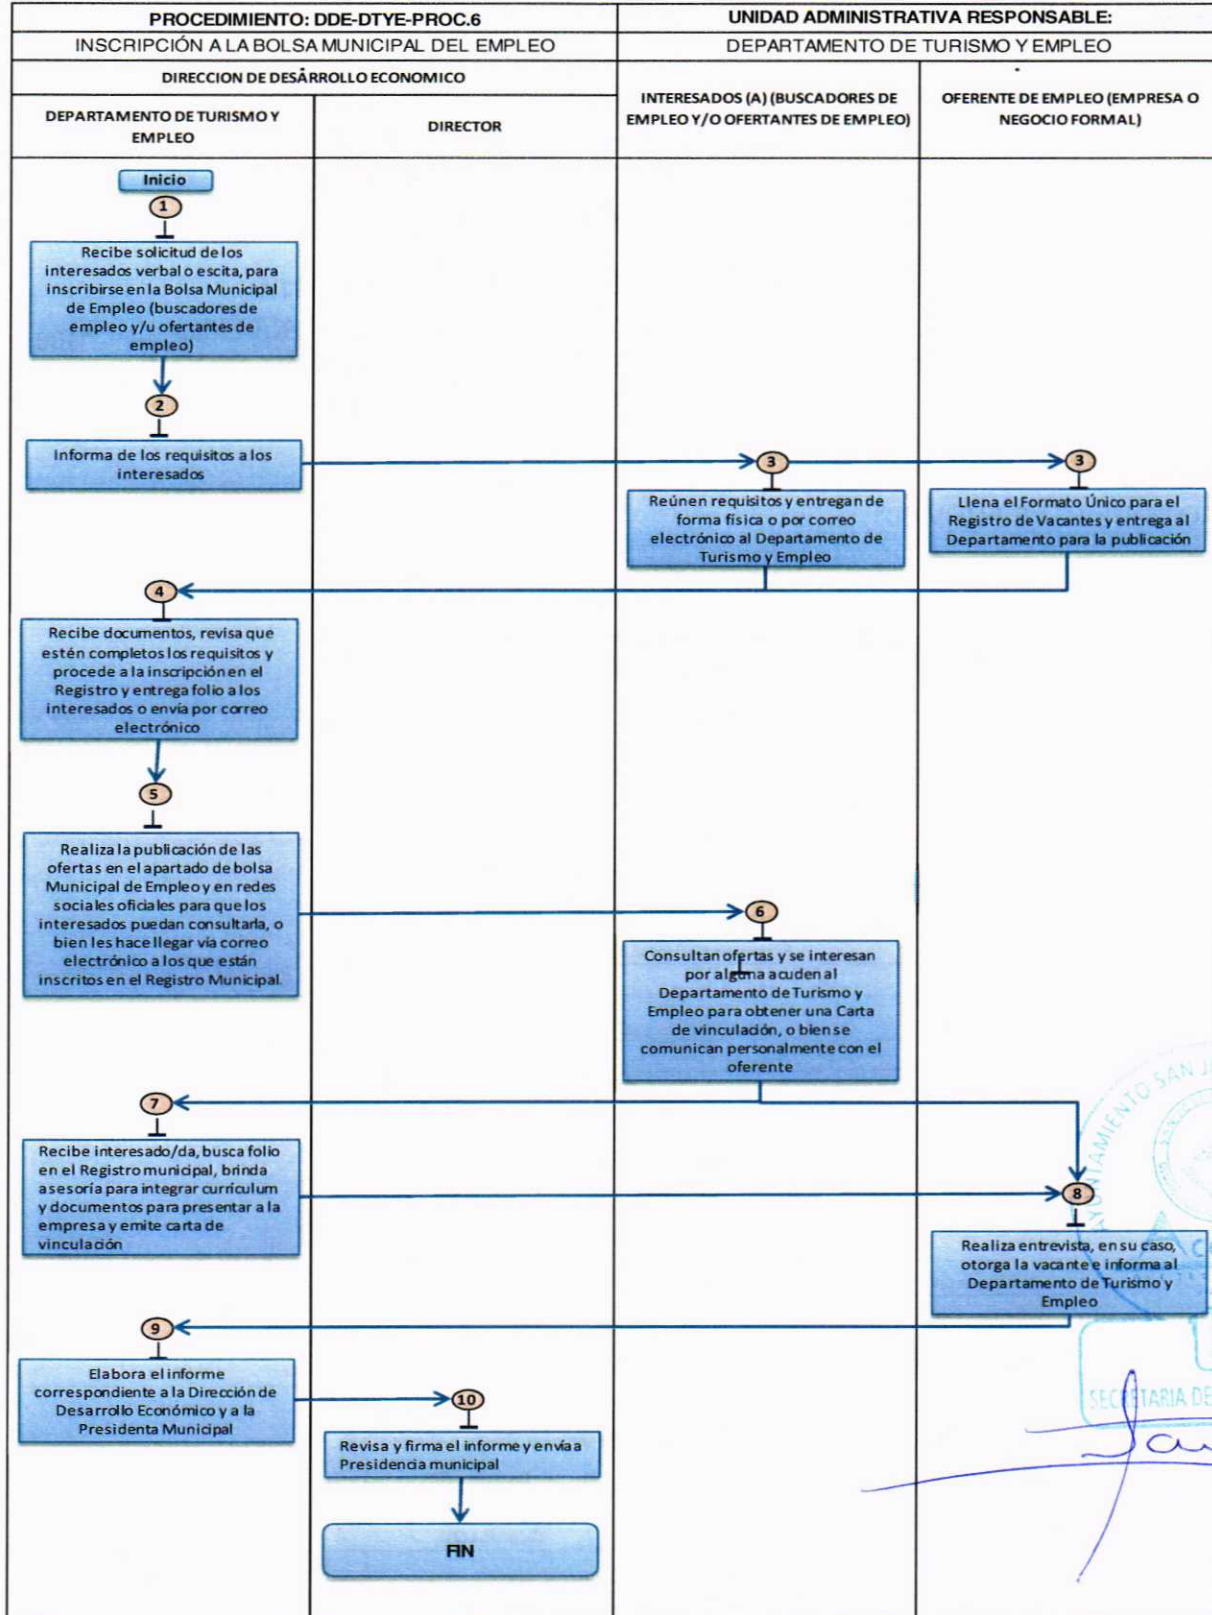 PROCEDIMIENTO: DDE-DTYE-PROC.6
UNIDAD ADMINISTRATIVA RESPONSABLE:
INSCRIPCIÓN A LA BOLSA MUNICIPAL DEL EMPLEO
DEPARTAMENTO DE TURISMO Y EMPLEO
DIRECCION DE DESARROLLO ECONOMICO
DEPARTAMENTO DE TURISMO Y
EMPLEO
DIRECTOR
INTERESADOS (A) (BUSCADORES DE
EMPLEO Y/O OFERTANTES DE EMPLEO)
OFERENTE DE EMPLEO (EMPRESA O
NEGOCIO FORMAL)
Inicio
1
Recibe solicitud de los
interesados verbal o escita, para
inscribirse en la Bolsa Municipal
de Empleo (buscadores de
empleo y/u ofertantes de
empleo)
2
Informa de los requisitos a los
interesados
3
Reúnen requisitos y entregan de
forma física o por correo
electrónico al Departamento de
Turismo y Empleo
3
Llena el Formato Único para el
Registro de Vacantes y entrega al
Departamento para la publicación
4
Recibe documentos, revisa que
estén completos los requisitos y
procede a la inscripción en el
Registro y entrega folio a los
interesados o envía por correo
electrónico
5
Realiza la publicación de las
ofertas en el apartado de bolsa
Municipal de Empleo y en redes
sociales oficiales para que los
interesados puedan consultarla, o
bien les hace llegar vía correo
electrónico a los que están
inscritos en el Registro Municipal.
6
Consultan ofertas y se interesan
por alguna acuden al
Departamento de Turismo y
Empleo para obtener una Carta
de vinculación, o bien se
comunican personalmente con el
oferente
7
Recibe interesado/da, busca folio
en el Registro municipal, brinda
asesoría para integrar currículum
y documentos para presentar a la
empresa y emite carta de
vinculación
8
Realiza entrevista, en su caso,
otorga la vacante e informa al
Departamento de Turismo y
Empleo
9
Elabora el informe
correspondiente a la Dirección de
Desarrollo Económico y a la
Presidenta Municipal
10
Revisa y firma el informe y envía a
Presidencia municipal
FIN
AYUNTAMIENTO SAN
SECRETARIA DE